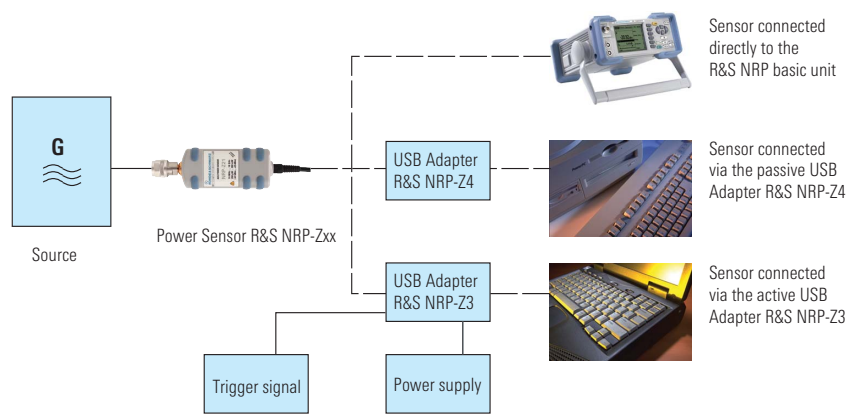 Sensor connected
directly to the
R&S NRP basic unit
G
Source
Power Sensor R&S NRP-Zxx
USB Adapter
R&S NRP-Z4
Sensor connected
via the passive USB
Adapter R&S NRP-Z4
USB Adapter
R&S NRP-Z3
Sensor connected
via the active USB
Adapter R&S NRP-Z3
Trigger signal
Power supply